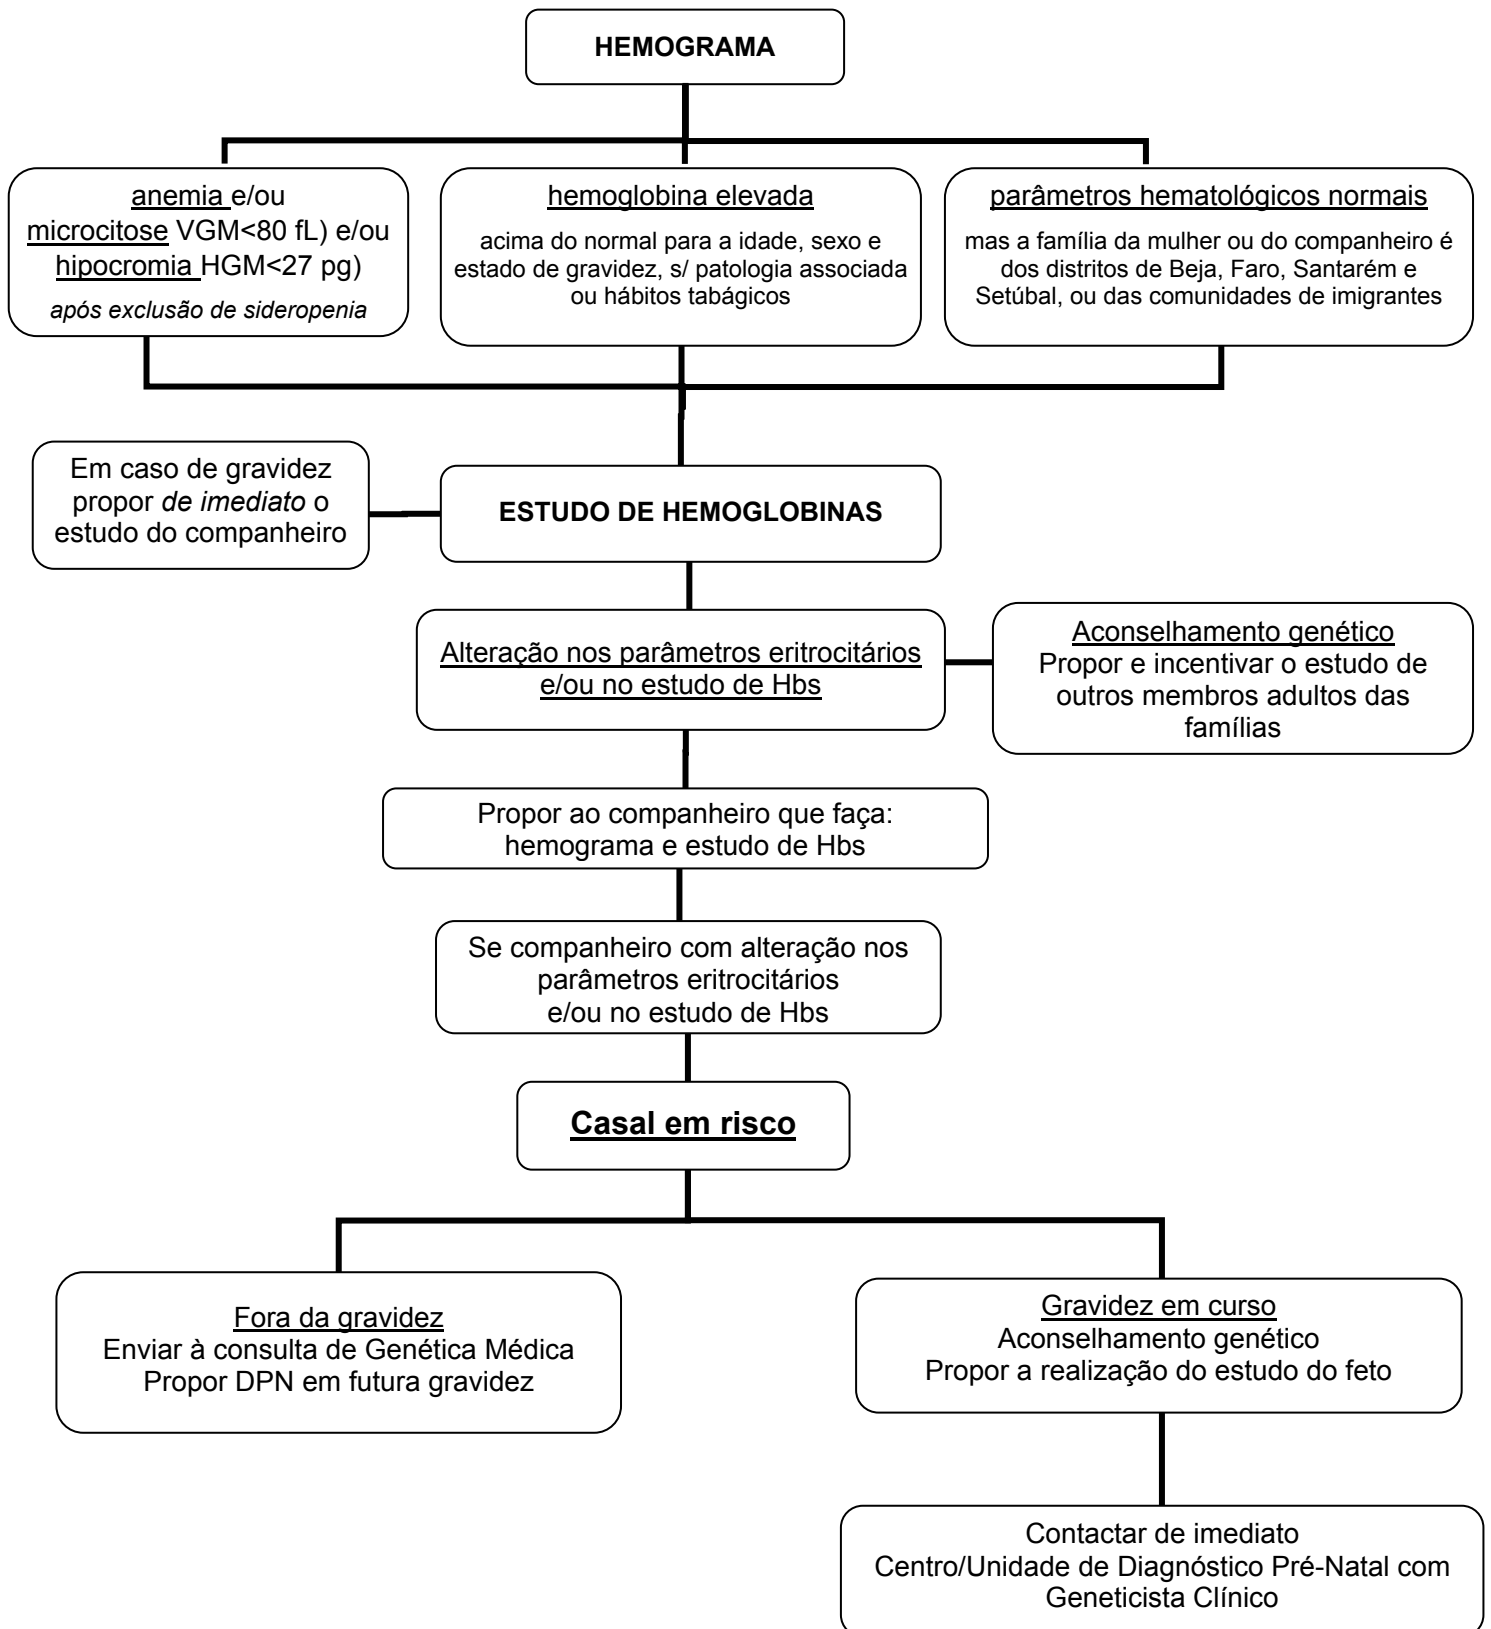 HEMOGRAMA
anemia e/ou
microcitose VGM<80 fL) e/ou
hipocromia HGM<27 pg)
após exclusão de sideropenia
hemoglobina elevada
acima do normal para a idade, sexo e
estado de gravidez, s/ patologia associada
ou hábitos tabágicos
parâmetros hematológicos normais
mas a família da mulher ou do companheiro é
dos distritos de Beja, Faro, Santarém e
Setúbal, ou das comunidades de imigrantes
Em caso de gravidez
propor de imediato o
estudo do companheiro
ESTUDO DE HEMOGLOBINAS
Alteração nos parâmetros eritrocitários
e/ou no estudo de Hbs
Aconselhamento genético
Propor e incentivar o estudo de
outros membros adultos das
famílias
Propor ao companheiro que faça:
hemograma e estudo de Hbs
Se companheiro com alteração nos
parâmetros eritrocitários
e/ou no estudo de Hbs
Casal em risco
Fora da gravidez
Enviar à consulta de Genética Médica
Propor DPN em futura gravidez
Gravidez em curso
Aconselhamento genético
Propor a realização do estudo do feto
Contactar de imediato
Centro/Unidade de Diagnóstico Pré-Natal com
Geneticista Clínico